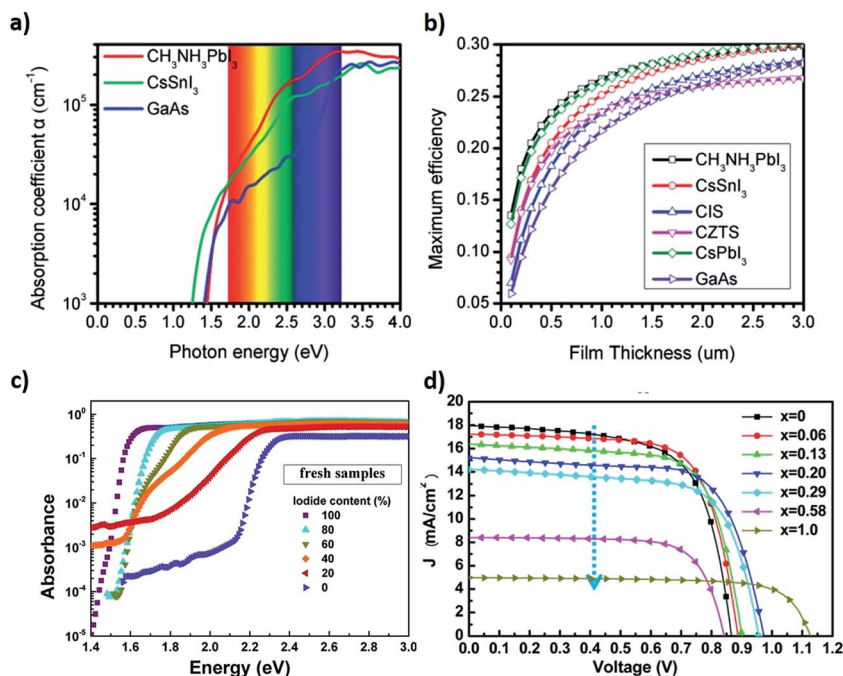 a)
Absorption coefficient α (cm⁻¹)
10⁵
10⁴
10³
CH₃NH₃PbI₃
CsSnI₃
GaAs
0.0 0.5 1.0 1.5 2.0 2.5 3.0 3.5 4.0
Photon energy (eV)
b)
Maximum efficiency
0.30
0.25
0.20
0.15
0.10
0.05
CH₃NH₃PbI₃
CsSnI₃
CIS
CZTS
CsPbI₃
GaAs
0.0 0.5 1.0 1.5 2.0 2.5 3.0
Film Thickness (um)
c)
Absorbance
10⁰
10⁻¹
10⁻²
10⁻³
10⁻⁴
10⁻⁵
fresh samples
Iodide content (%)
100
80
60
40
20
0
1.4 1.6 1.8 2.0 2.2 2.4 2.6 2.8 3.0
Energy (eV)
d)
J (mA/cm²)
20
18
16
14
12
10
8
6
4
2
0
x=0
x=0.06
x=0.13
x=0.20
x=0.29
x=0.58
x=1.0
0.0 0.1 0.2 0.3 0.4 0.5 0.6 0.7 0.8 0.9 1.0 1.1 1.2
Voltage (V)